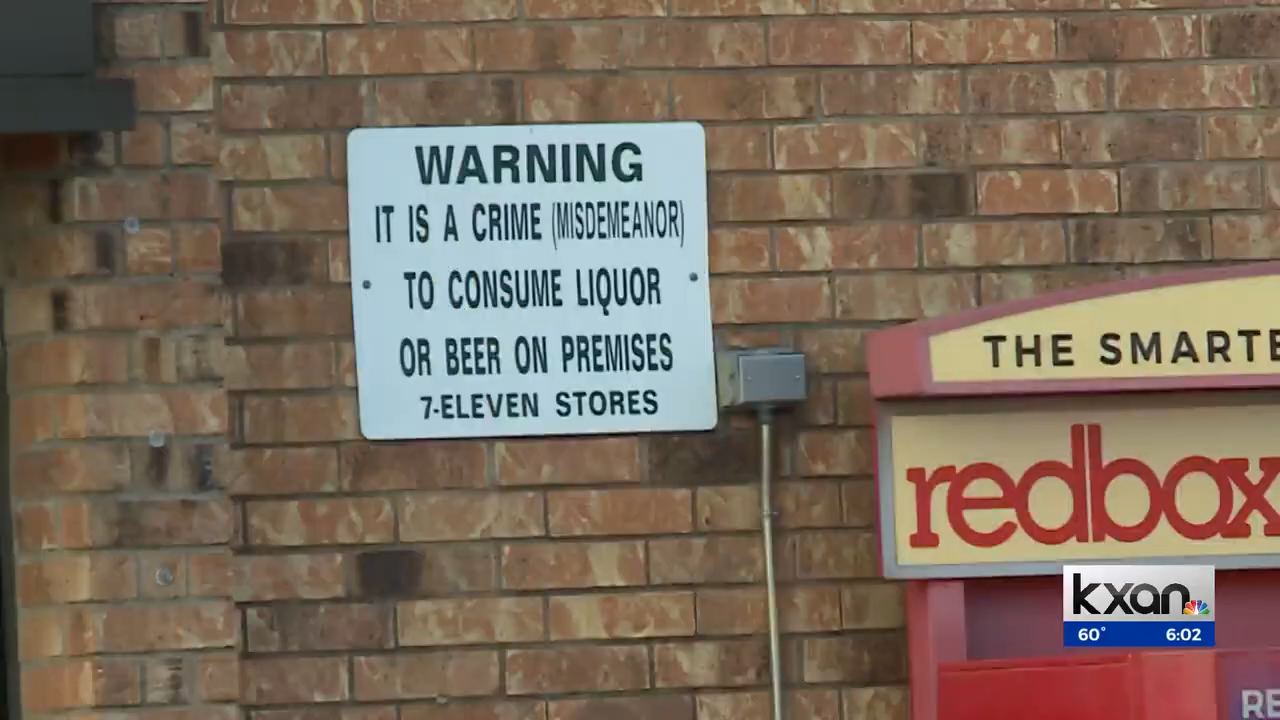 WARNING
IT IS A CRIME (MISDEMEANOR)
TO CONSUME LIQUOR
OR BEER ON PREMISES
7-ELEVEN STORES
THE SMARTE
redbox
kxan
60° 6:02
RE